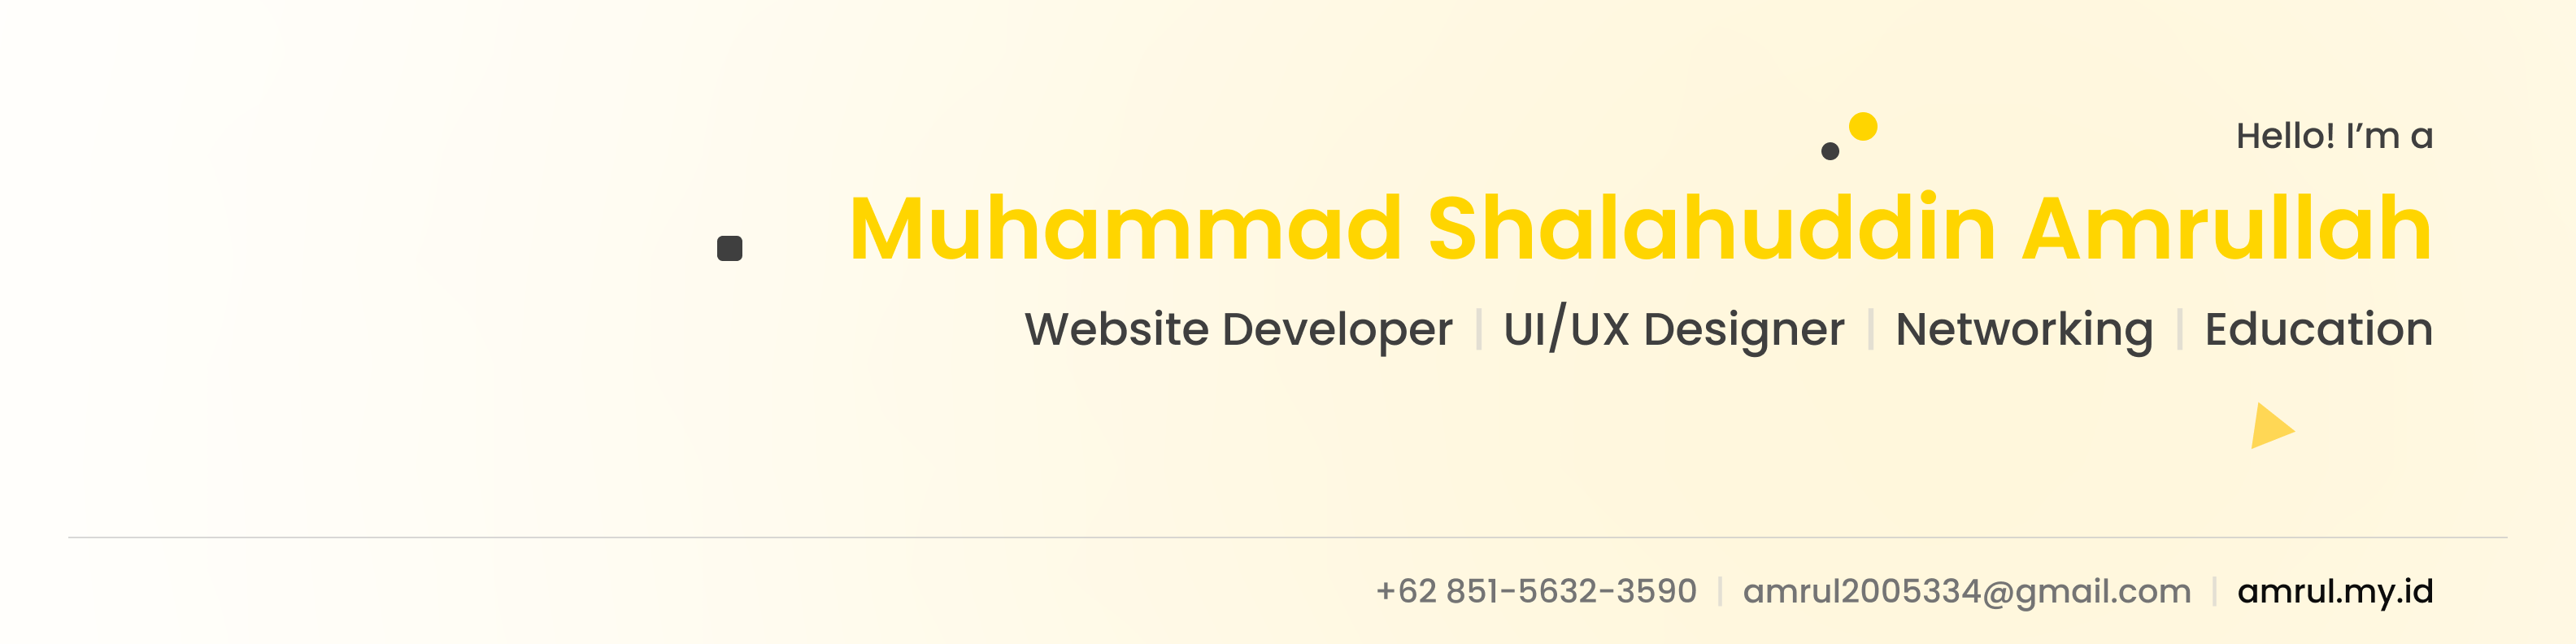 Hello! I’m a
Muhammad Shalahuddin Amrullah
Website Developer | UI/UX Designer | Networking | Education
+62 851-5632-3590 | amrul2005334@gmail.com | amrul.my.id